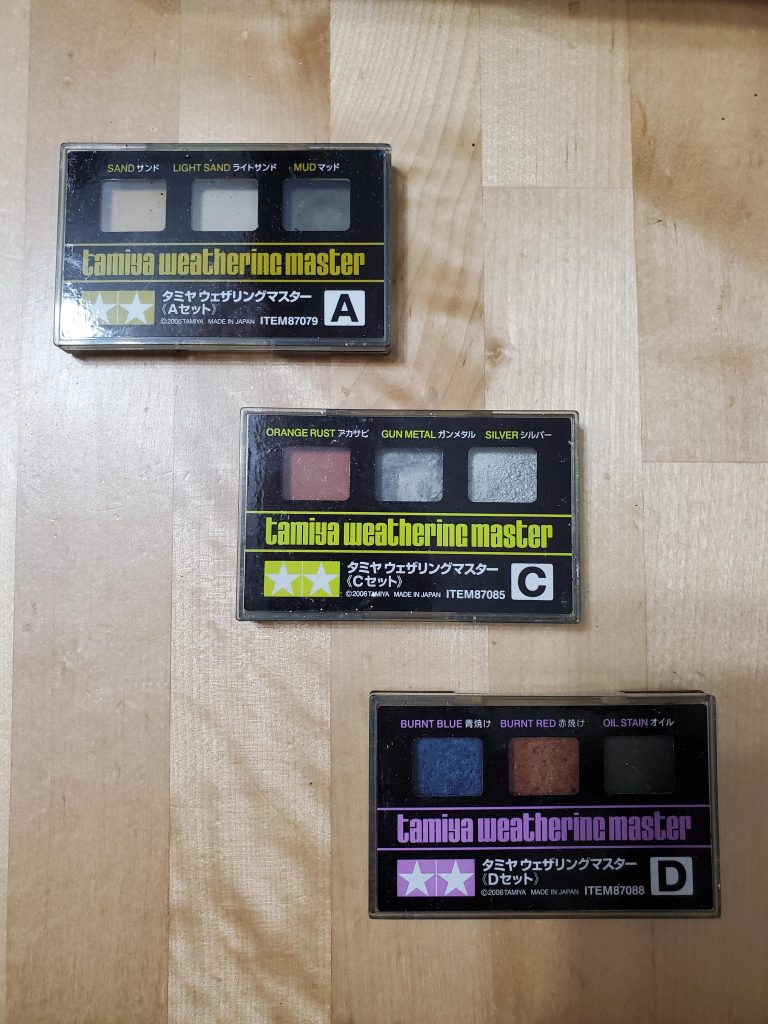 SAND サンド LIGHT SAND ライトサンド MUD マッド
tamiya weathering master
タミヤ ウェザリングマスター
《Aセット》
A
©2005 TAMIYA MADE IN JAPAN ITEM87079
ORANGE RUST アカサビ GUN METAL ガンメタル SILVER シルバー
tamiya weathering master
タミヤ ウェザリングマスター
《Cセット》
C
©2006 TAMIYA MADE IN JAPAN ITEM87085
BURNT BLUE 青焼け BURNT RED 赤焼け OIL STAIN オイル
tamiya weathering master
タミヤ ウェザリングマスター
《Dセット》
D
©2006 TAMIYA MADE IN JAPAN ITEM87088